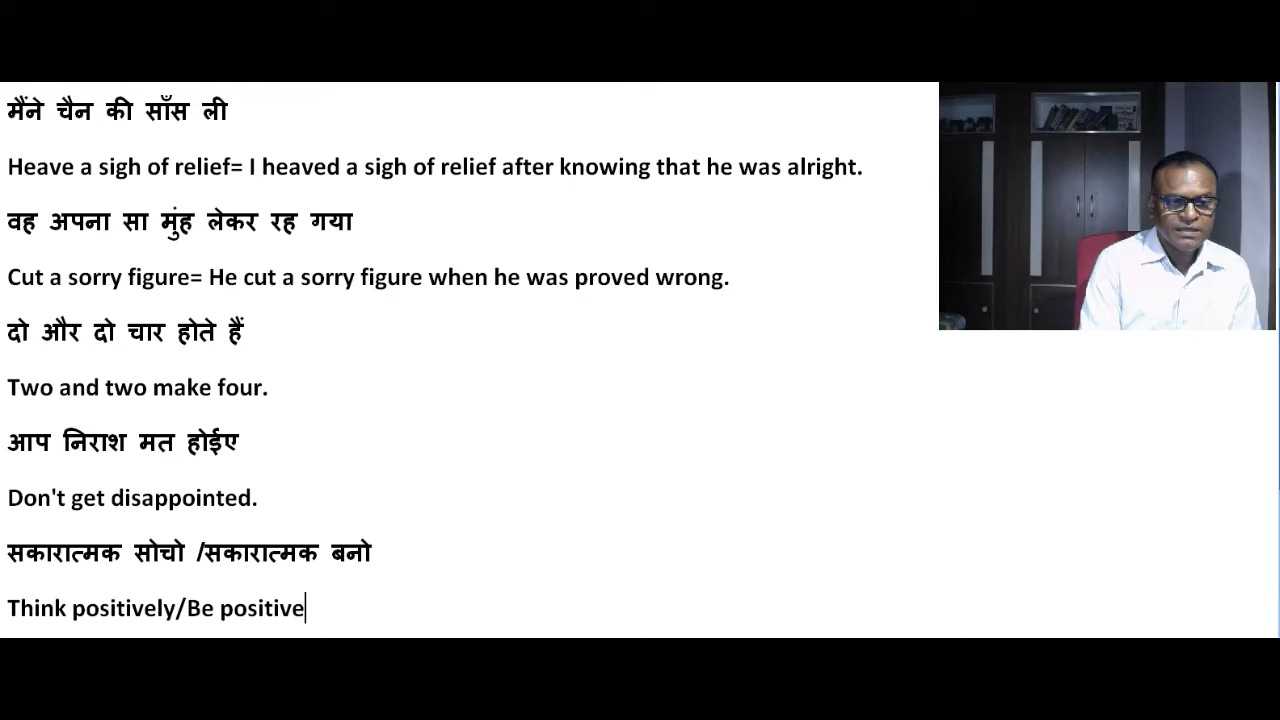 मैंने चैन की साँस ली
Heave a sigh of relief= I heaved a sigh of relief after knowing that he was alright.
वह अपना सा मुंह लेकर रह गया
Cut a sorry figure= He cut a sorry figure when he was proved wrong.
दो और दो चार होते हैं
Two and two make four.
आप निराश मत होईए
Don't get disappointed.
सकारात्मक सोचो /सकारात्मक बनो
Think positively/Be positive